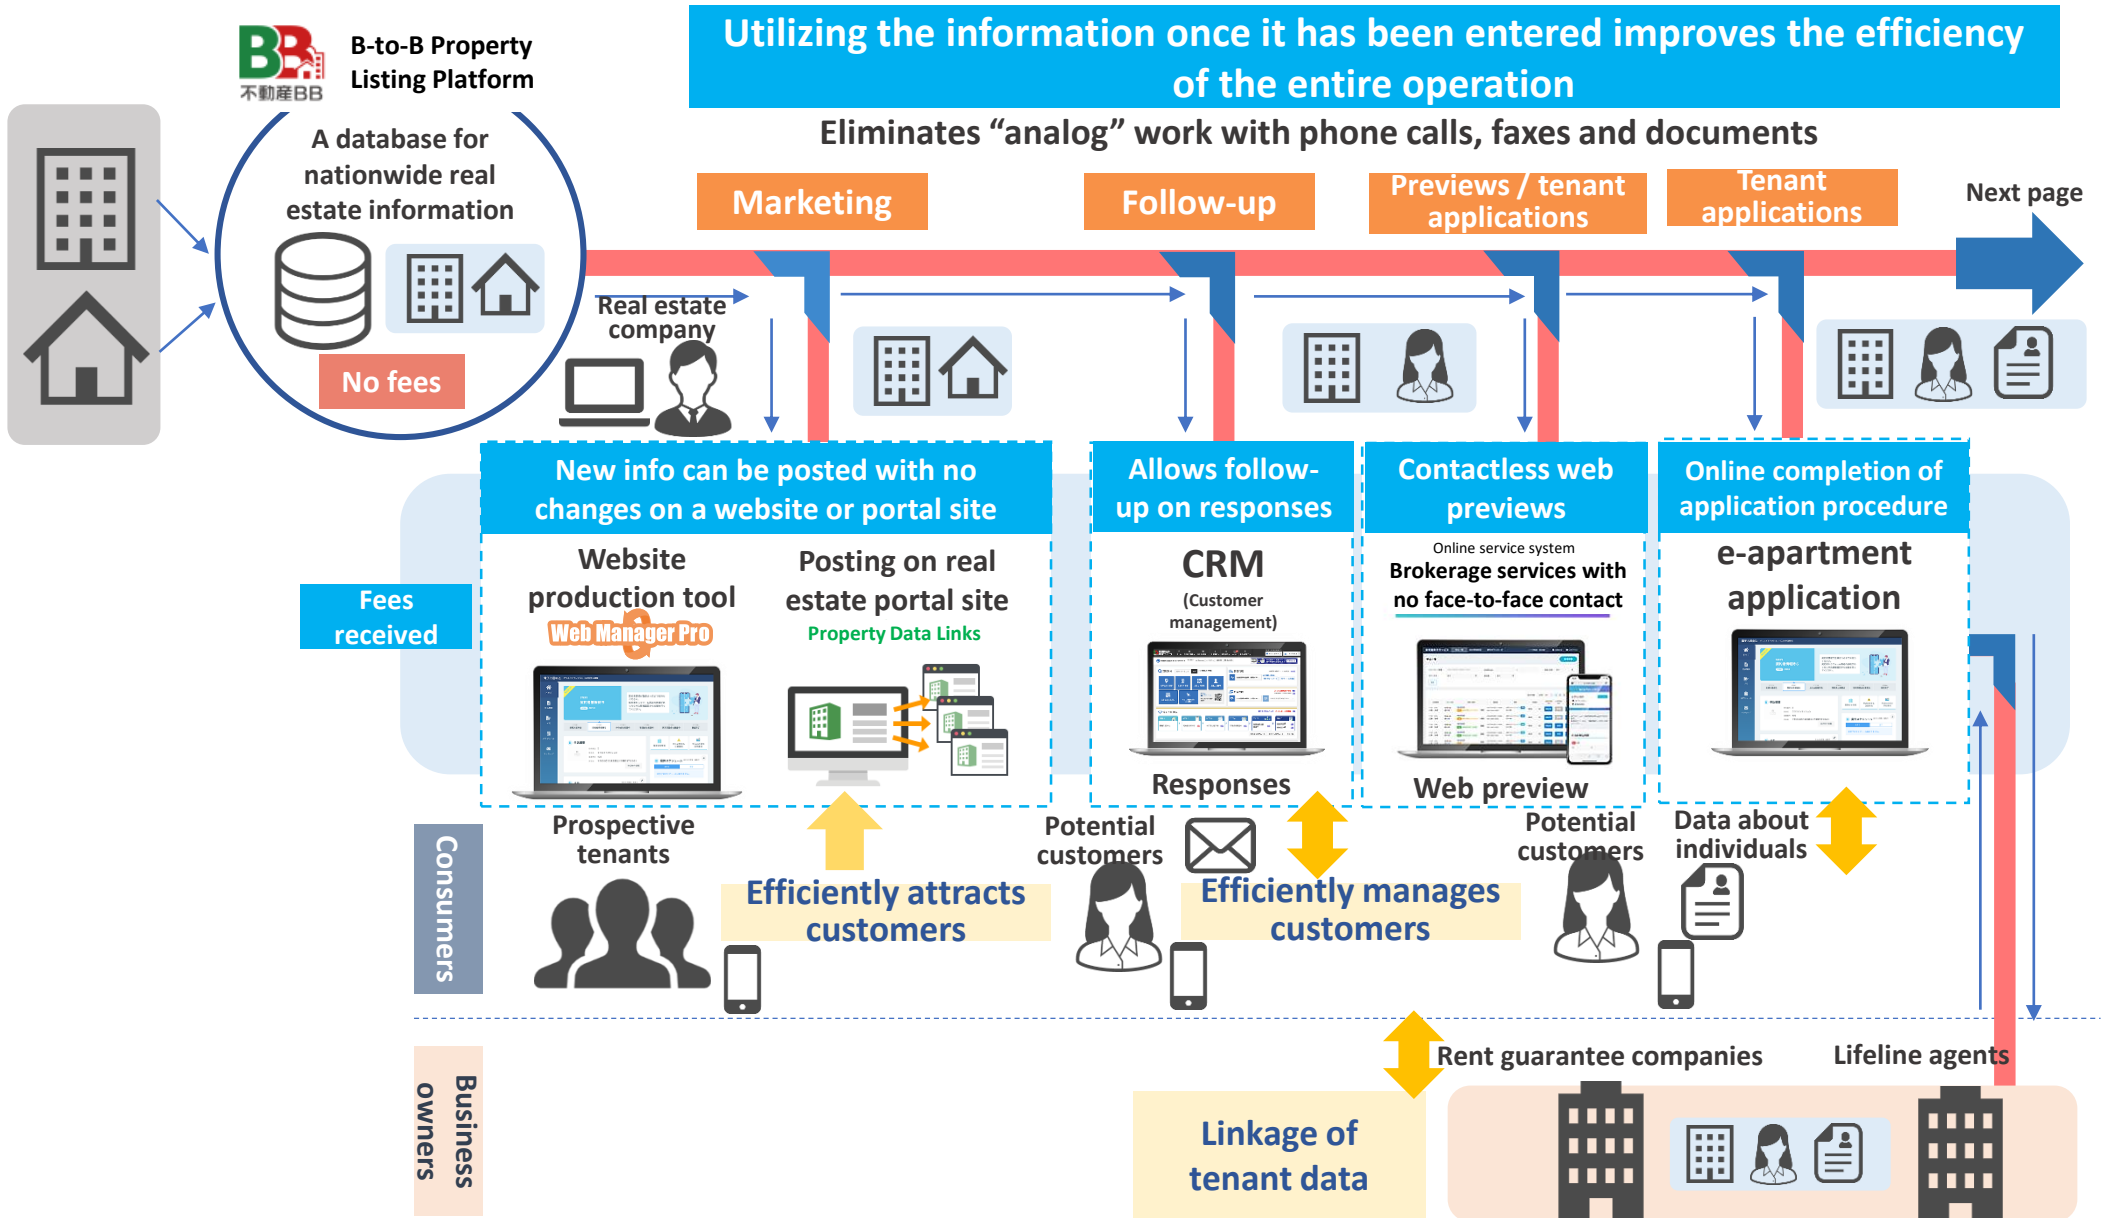 BB
不動産BB
B-to-B Property
Listing Platform
Utilizing the information once it has been entered improves the efficiency
of the entire operation
Eliminates “analog” work with phone calls, faxes and documents
A database for
nationwide real
estate information
No fees
Marketing
Follow-up
Previews / tenant
applications
Tenant
applications
Next page
Real estate
company
New info can be posted with no
changes on a website or portal site
Allows follow-
up on responses
Contactless web
previews
Online completion of
application procedure
Fees
received
Website
production tool
Web Manager Pro
Posting on real
estate portal site
Property Data Links
CRM
(Customer
management)
Responses
Online service system
Brokerage services with
no face-to-face contact
Web preview
e-apartment
application
Consumers
Prospective
tenants
Efficiently attracts
customers
Potential
customers
Efficiently manages
customers
Potential
customers
Data about
individuals
Business
owners
Linkage of
tenant data
Rent guarantee companies
Lifeline agents